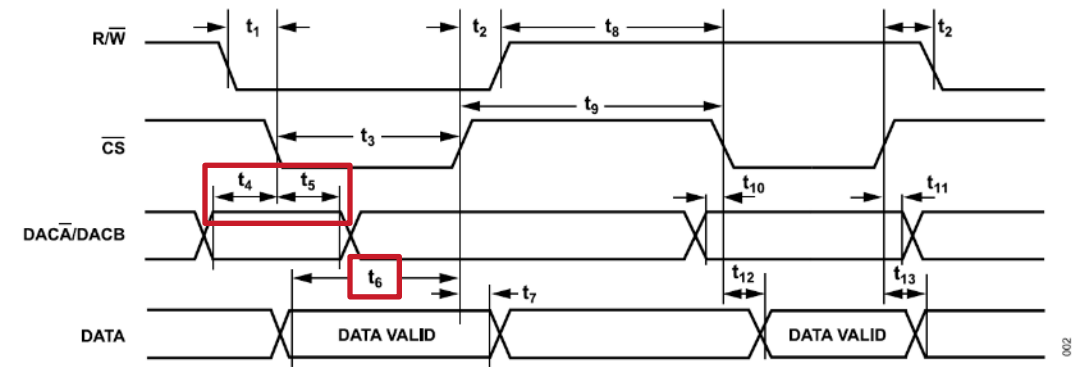 R/W̅ t1 t2 t8 t2
t9
C̅S̅ t3
t4 t5 t10 t11
DACA̅/DACB
t6 t7 t12 t13
DATA DATA VALID DATA VALID
002